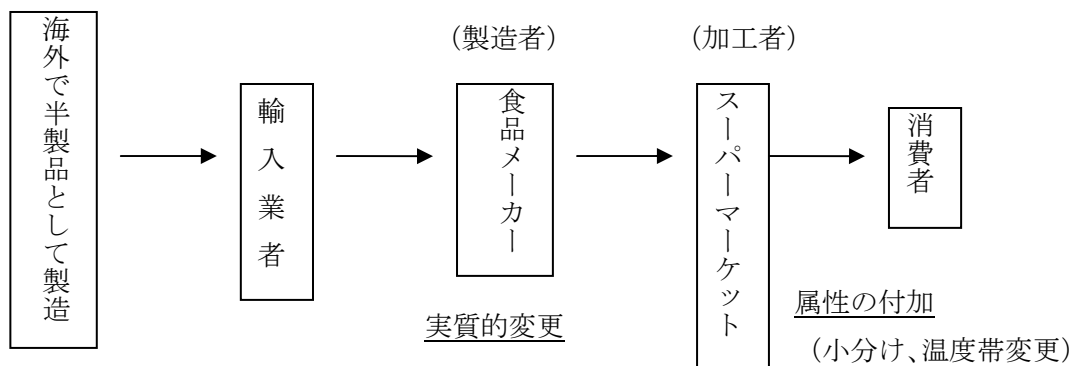 海外で半製品として製造
輸入業者
（製造者）
食品メーカー
実質的変更
（加工者）
スーパーマーケット
消費者
属性の付加
（小分け、温度帯変更）